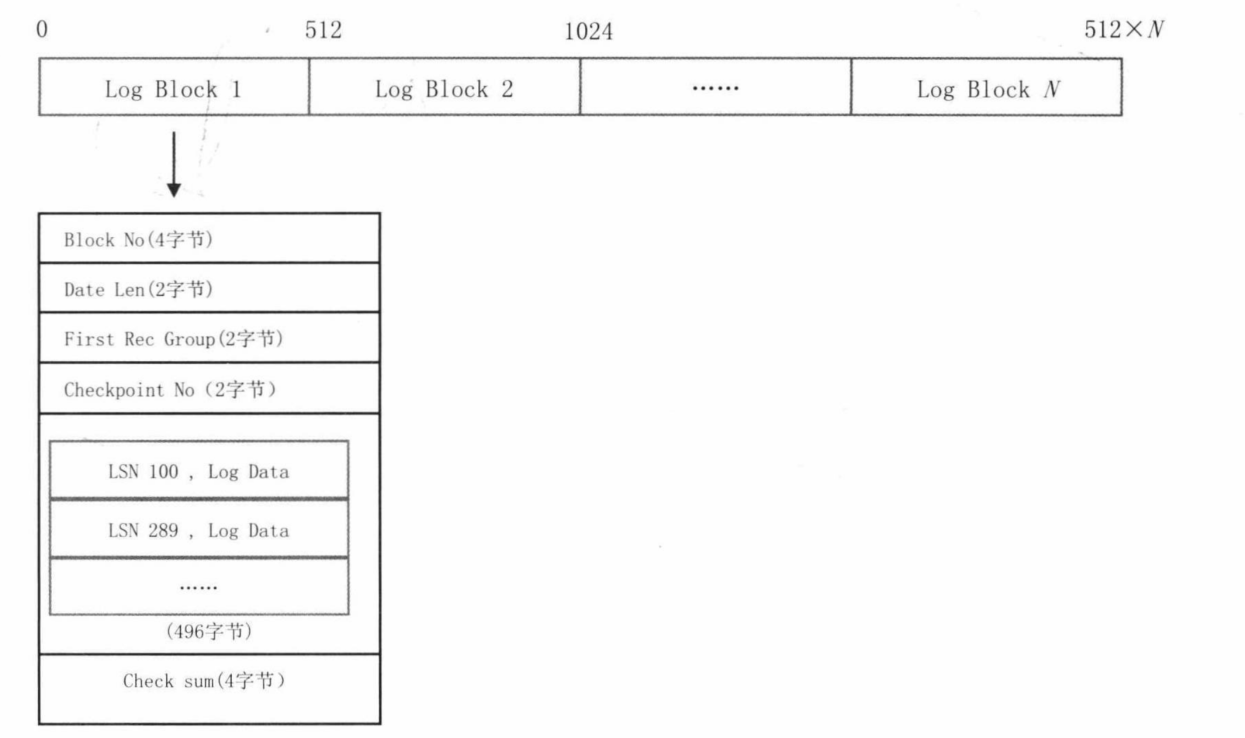 0 512 1024 512×N
Log Block 1 Log Block 2 …… Log Block N
Block No(4字节)
Date Len(2字节)
First Rec Group(2字节)
Checkpoint No (2字节)
LSN 100 , Log Data
LSN 289 , Log Data
……
(496字节)
Check sum(4字节)